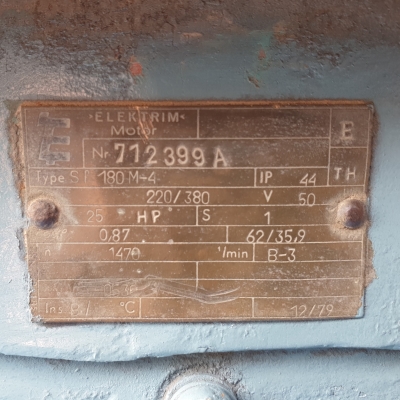 •ELEKTRIM•
Motor E
Nr 712399 A
Type S 180 M-4 IP 44 TH
220/380 V 50
25 HP S 1
0,87 62/35,9
n 1470 /min B-3
Ins B / °C 12/79